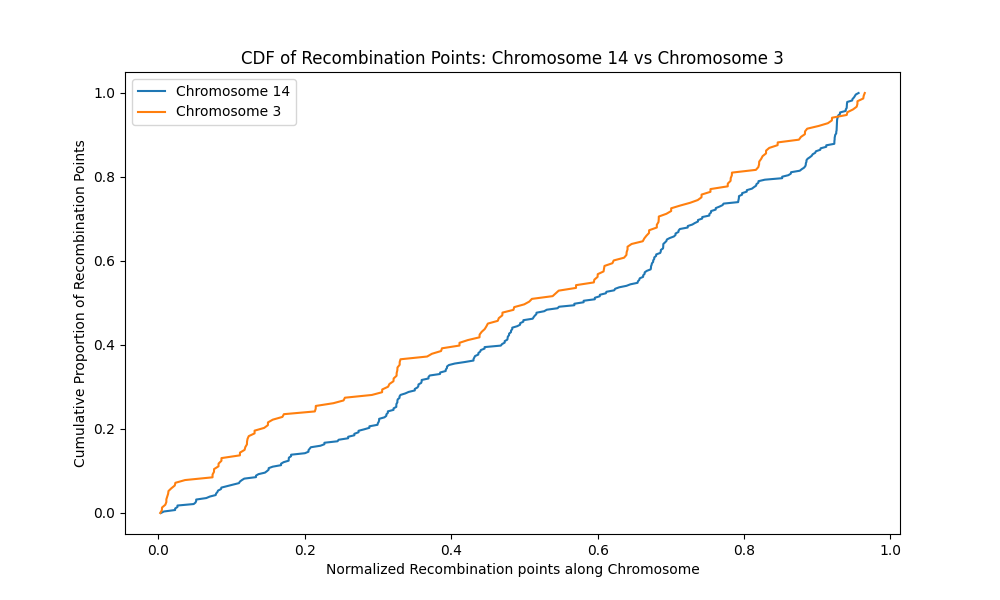 CDF of Recombination Points: Chromosome 14 vs Chromosome 3
Chromosome 14
Chromosome 3
Cumulative Proportion of Recombination Points
1.0
0.8
0.6
0.4
0.2
0.0
0.0 0.2 0.4 0.6 0.8 1.0
Normalized Recombination points along Chromosome